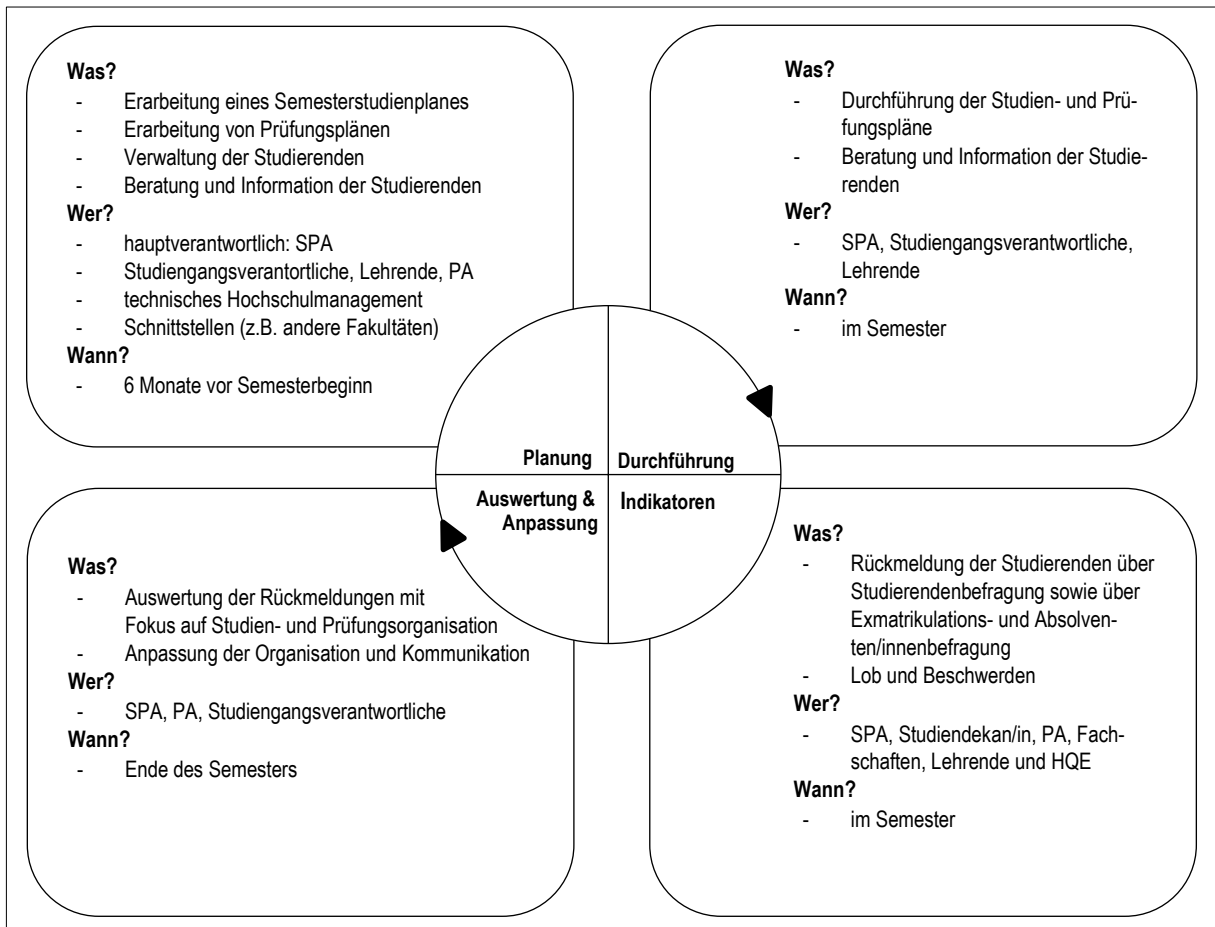 Was?
- Erarbeitung eines Semesterstudienplanes
- Erarbeitung von Prüfungsplänen
- Verwaltung der Studierenden
- Beratung und Information der Studierenden
Wer?
- hauptverantwortlich: SPA
- Studiengangsverantortliche, Lehrende, PA
- technisches Hochschulmanagement
- Schnittstellen (z.B. andere Fakultäten)
Wann?
- 6 Monate vor Semesterbeginn
Was?
- Durchführung der Studien- und Prü-
fungspläne
- Beratung und Information der Studie-
renden
Wer?
- SPA, Studiengangsverantwortliche,
Lehrende
Wann?
- im Semester
Planung
Durchführung
Auswertung &
Anpassung
Indikatoren
Was?
- Auswertung der Rückmeldungen mit
Fokus auf Studien- und Prüfungsorganisation
- Anpassung der Organisation und Kommunikation
Wer?
- SPA, PA, Studiengangsverantwortliche
Wann?
- Ende des Semesters
Was?
- Rückmeldung der Studierenden über
Studierendenbefragung sowie über
Exmatrikulations- und Absolven-
ten/innenbefragung
- Lob und Beschwerden
Wer?
- SPA, Studiendekan/in, PA, Fach-
schaften, Lehrende und HQE
Wann?
- im Semester